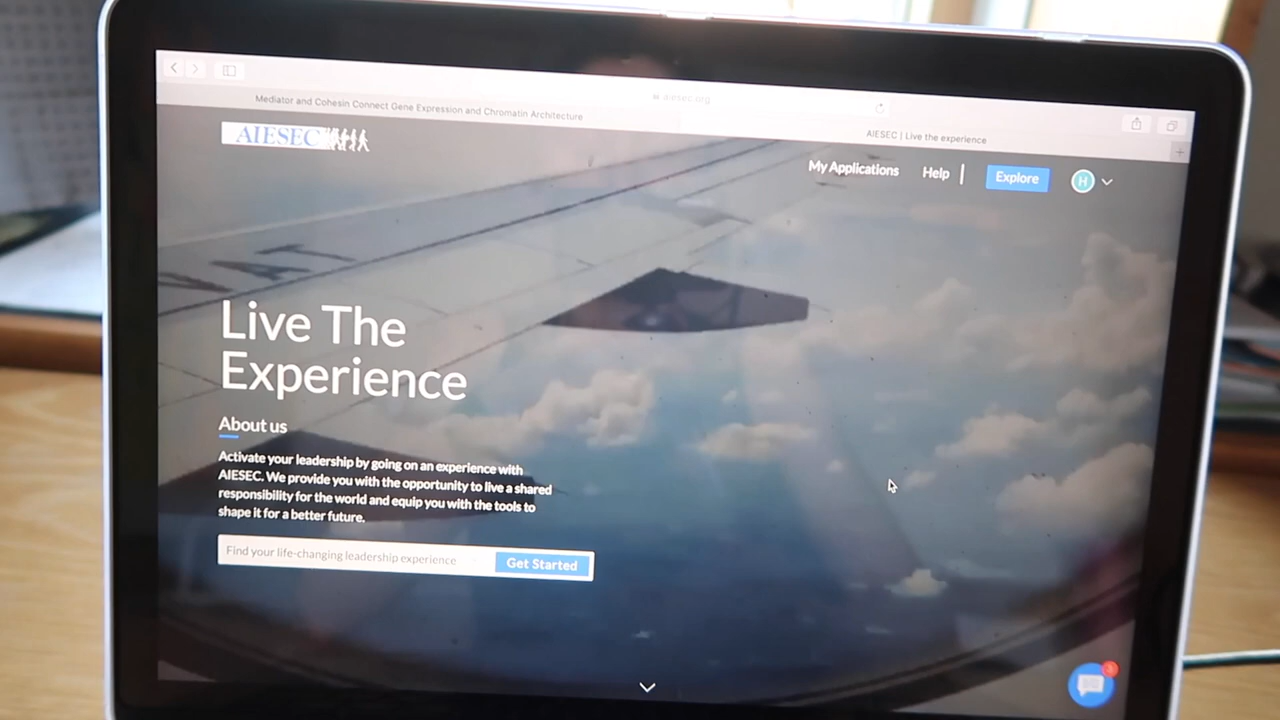 aiesec.org
Mediator and Cohesin Connect Gene Expression and Chromatin Architecture
AIESEC | Live the experience
AIESEC
My Applications
Help
Explore
H
Live The
Experience
About us
Activate your leadership by going on an experience with
AIESEC. We provide you with the opportunity to live a shared
responsibility for the world and equip you with the tools to
shape it for a better future.
Find your life-changing leadership experience
Get Started